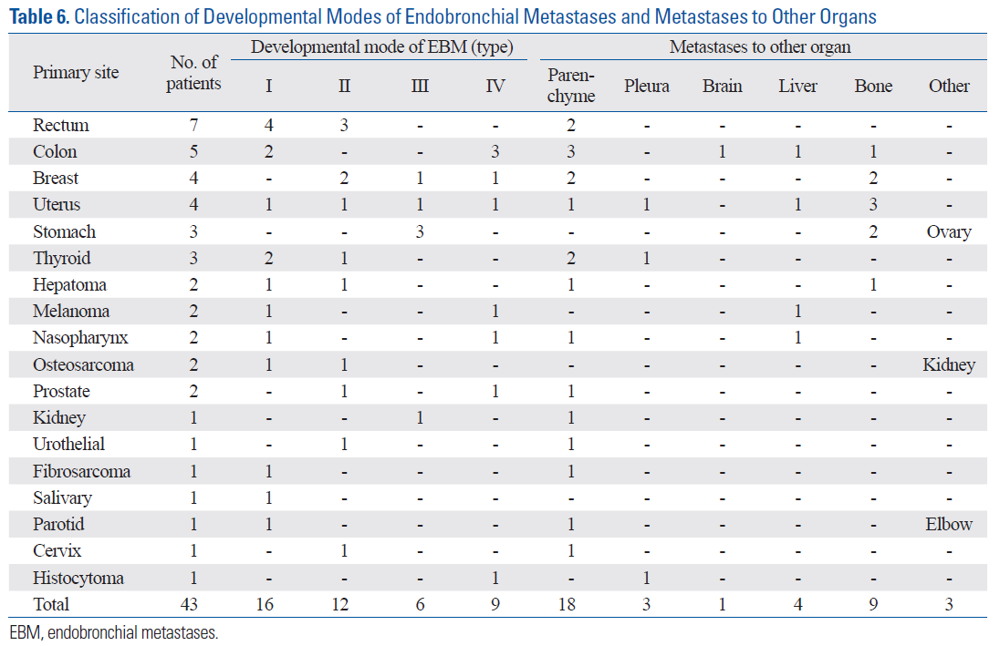 Table 6. Classification of Developmental Modes of Endobronchial Metastases and Metastases to Other Organs
Primary site No. of patients Developmental mode of EBM (type) Metastases to other organ
I II III IV Paren-chyme Pleura Brain Liver Bone Other
Rectum 7 4 3 - - 2 - - - - -
Colon 5 2 - - 3 3 - 1 1 1 -
Breast 4 - 2 1 1 2 - - - 2 -
Uterus 4 1 1 1 1 1 1 - 1 3 -
Stomach 3 - - 3 - - - - - 2 Ovary
Thyroid 3 2 1 - - 2 1 - - - -
Hepatoma 2 1 1 - - 1 - - - 1 -
Melanoma 2 1 - - 1 - - - 1 - -
Nasopharynx 2 1 - - 1 1 - - 1 - -
Osteosarcoma 2 1 1 - - - - - - - Kidney
Prostate 2 - 1 - 1 1 - - - - -
Kidney 1 - - 1 - 1 - - - - -
Urothelial 1 - 1 - - 1 - - - - -
Fibrosarcoma 1 1 - - - 1 - - - - -
Salivary 1 1 - - - - - - - - -
Parotid 1 1 - - - 1 - - - - Elbow
Cervix 1 - 1 - - 1 - - - - -
Histocytoma 1 - - - 1 - 1 - - - -
Total 43 16 12 6 9 18 3 1 4 9 3
EBM, endobronchial metastases.